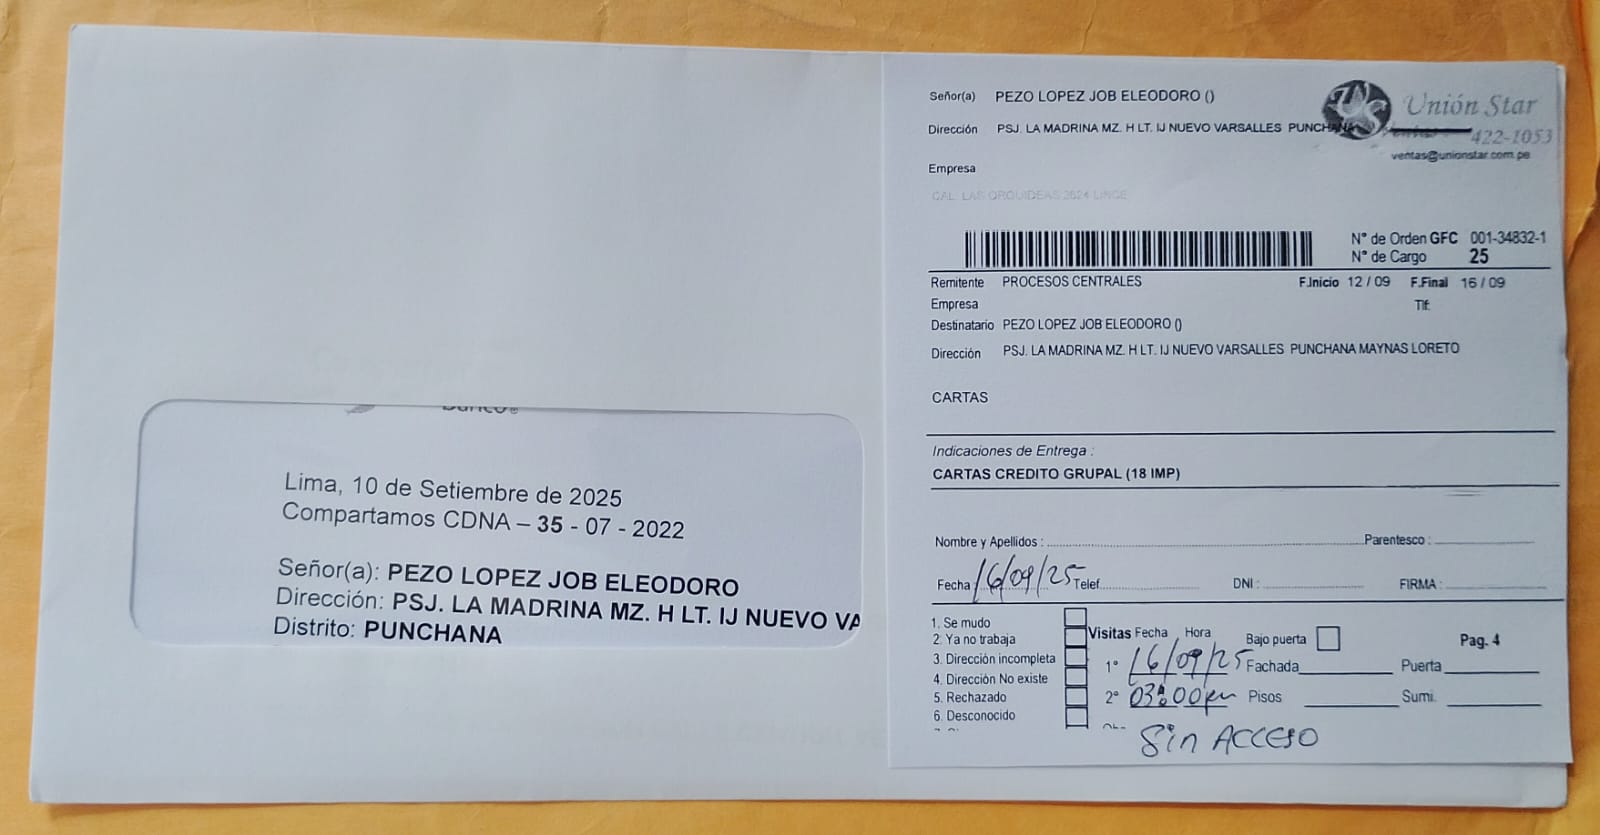 Lima, 10 de Setiembre de 2025
Compartamos CDNA – 35 - 07 - 2022
Señor(a): PEZO LOPEZ JOB ELEODORO
Dirección: PSJ. LA MADRINA MZ. H LT. IJ NUEVO VA
Distrito: PUNCHANA
Señor(a) PEZO LOPEZ JOB ELEODORO ()
Unión Star
Dirección PSJ. LA MADRINA MZ. H LT. IJ NUEVO VARSALLES PUNCHANA
422-1053
ventas@unionstar.com.pe
Empresa
CAL. LAS ORQUIDEAS 2624 LINCE
N° de Orden GFC 001-34832-1
N° de Cargo 25
Remitente PROCESOS CENTRALES F.Inicio 12 / 09 F.Final 16 / 09
Empresa Tlf:
Destinatario PEZO LOPEZ JOB ELEODORO ()
Dirección PSJ. LA MADRINA MZ. H LT. IJ NUEVO VARSALLES PUNCHANA MAYNAS LORETO
CARTAS
Indicaciones de Entrega :
CARTAS CREDITO GRUPAL (18 IMP)
Nombre y Apellidos : Parentesco :
Fecha 16/09/25 Telef. DNI : FIRMA :
1. Se mudo
2. Ya no trabaja Visitas Fecha Hora Bajo puerta Pag. 4
3. Dirección incompleta 1° 16/09/25 Fachada Puerta
4. Dirección No existe
5. Rechazado 2° 03:00pm Pisos Sumi.
6. Desconocido
Sin ACCESO